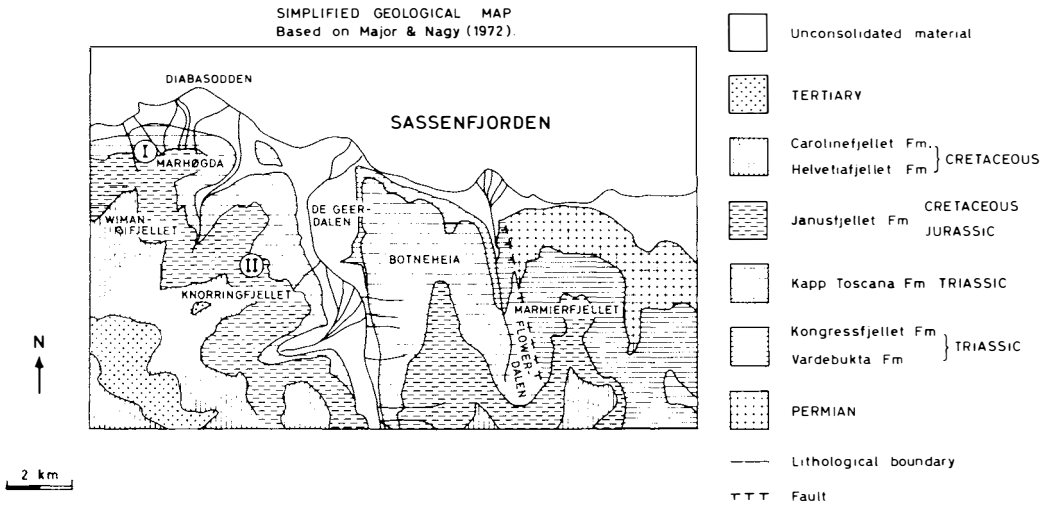 SIMPLIFIED GEOLOGICAL MAP
Based on Major & Nagy (1972).
DIABASODDEN
SASSENFJORDEN
I
MARHØGDA
WIMAN
FJELLET
DE GEER
DALEN
BOTNEHEIA
II
KNORRINGFJELLET
MARMIERFJELLET
FLOWER-
DALEN
N
2 km
Unconsolidated material
TERTIARY
Carolinefjellet Fm.
Helvetiafjellet Fm
CRETACEOUS
Janusfjellet Fm
CRETACEOUS
JURASSIC
Kapp Toscana Fm TRIASSIC
Kongressfjellet Fm
Vardebukta Fm
TRIASSIC
PERMIAN
Lithological boundary
Fault